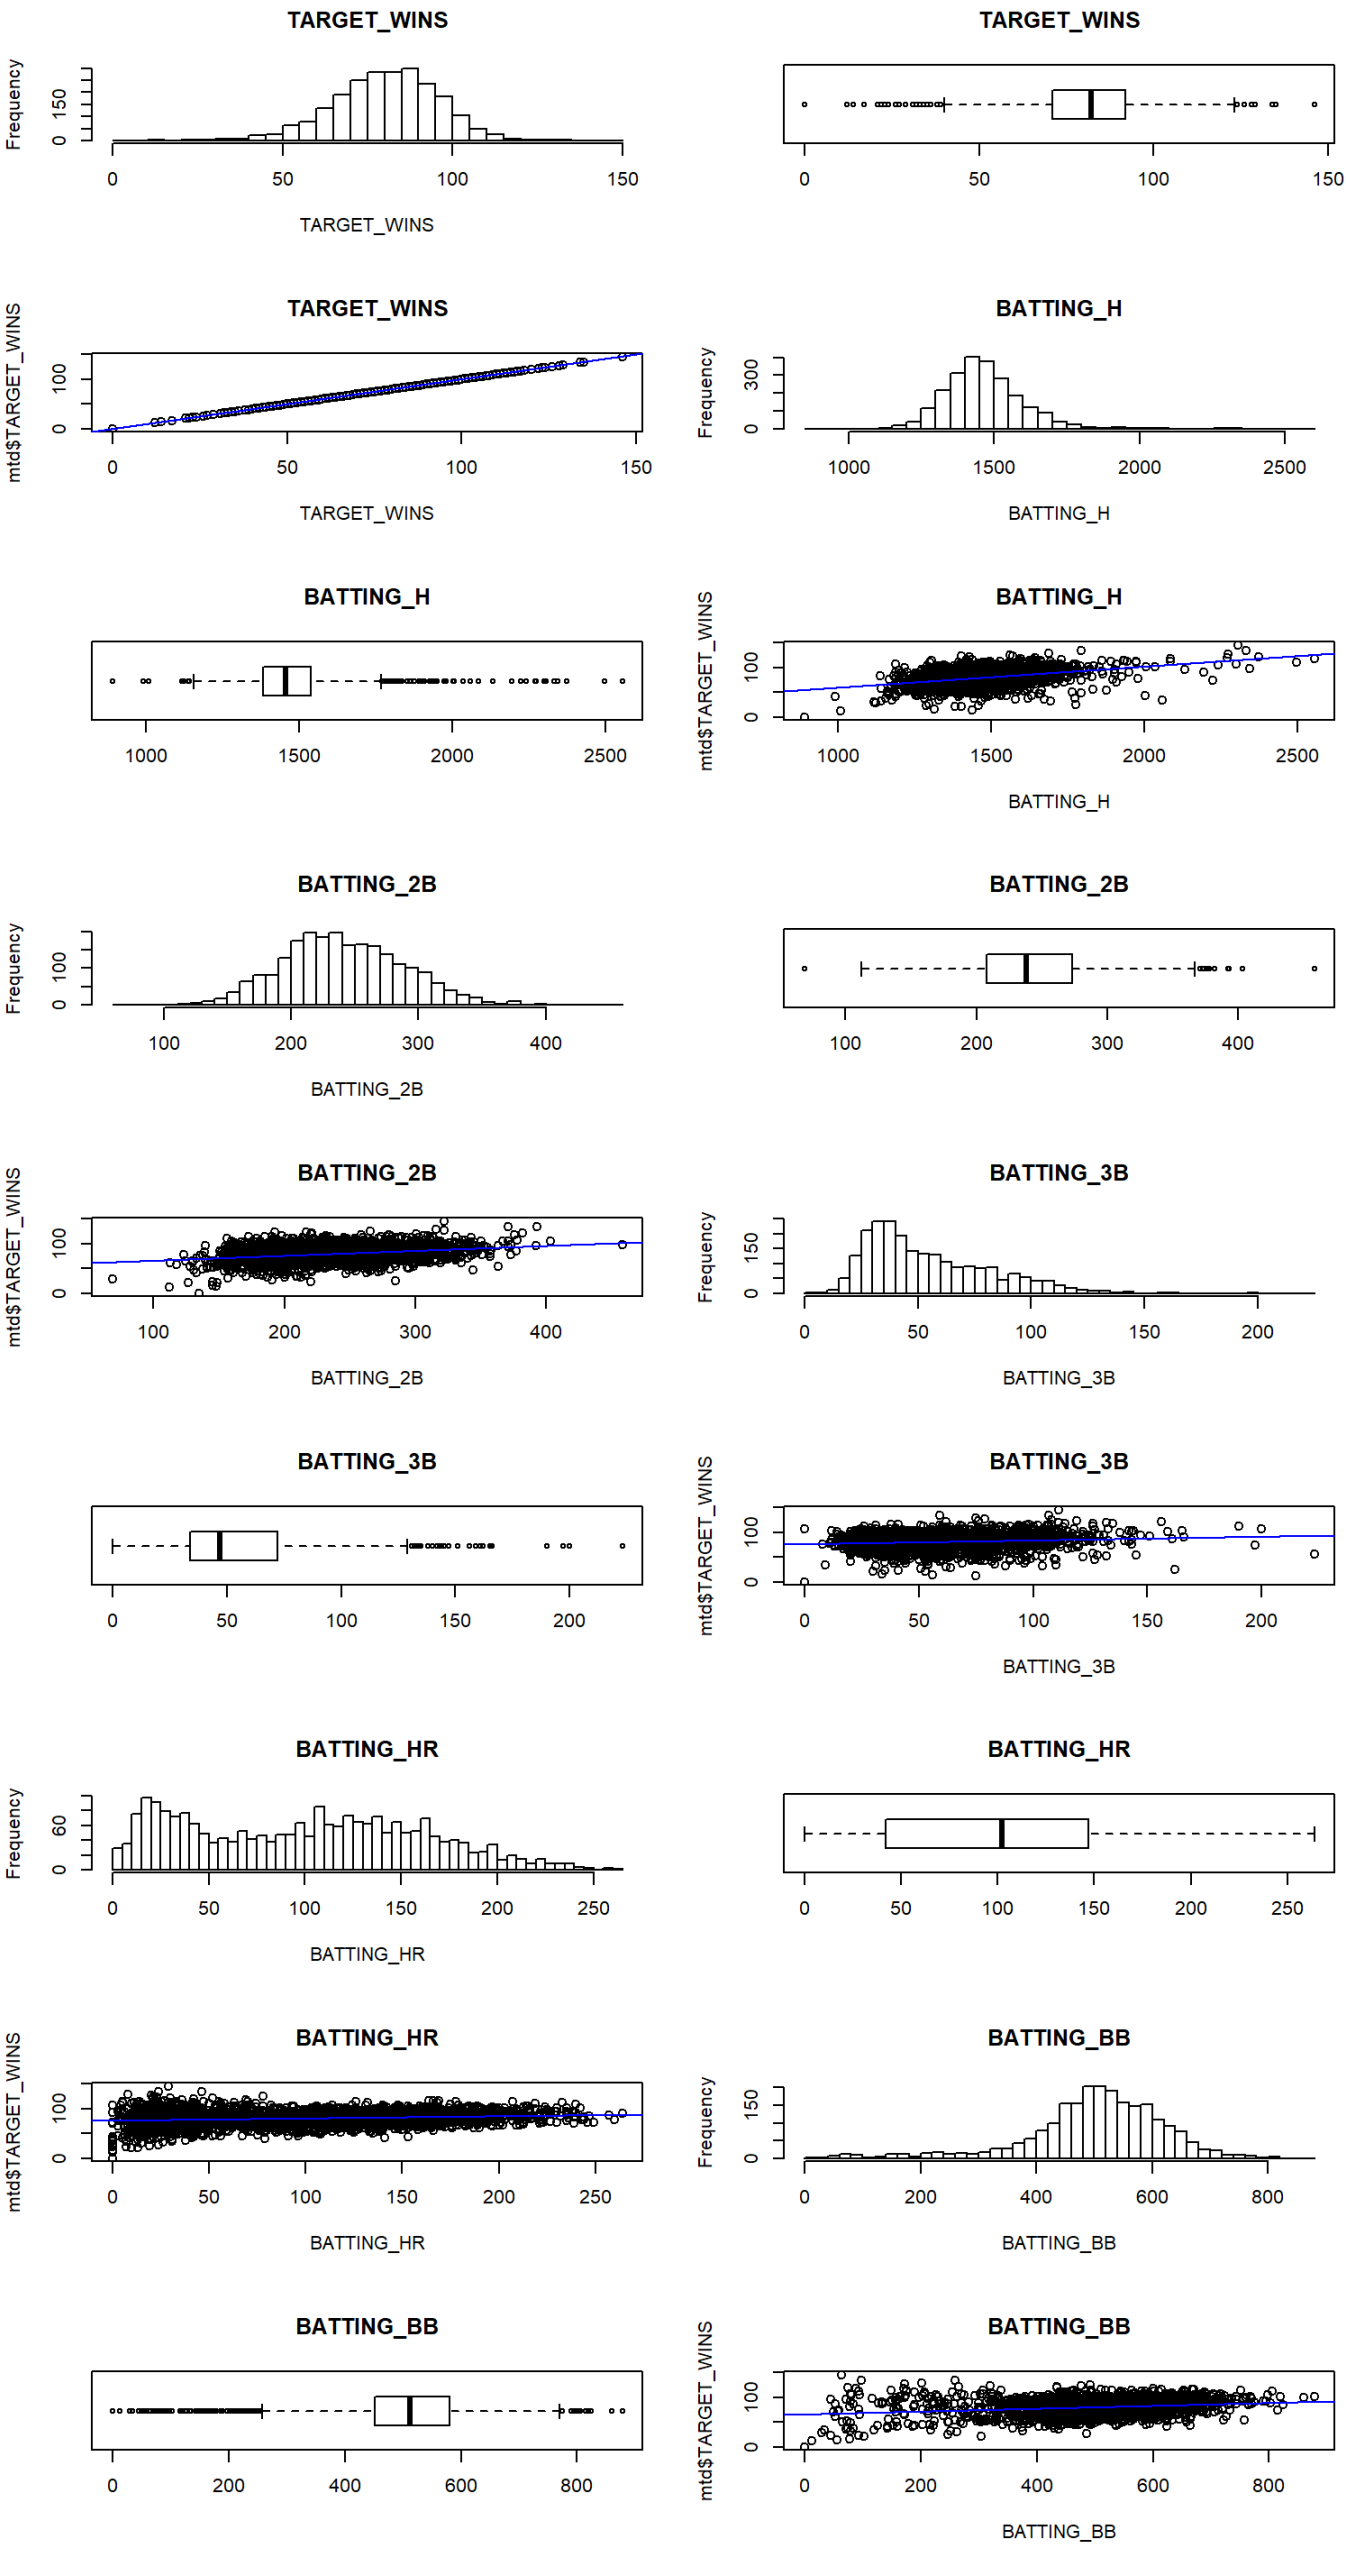 TARGET_WINS
Frequency
0 150
0 50 100 150
TARGET_WINS
TARGET_WINS
0 50 100 150
TARGET_WINS
mtd$TARGET_WINS
0 100
0 50 100 150
TARGET_WINS
BATTING_H
Frequency
0 300
1000 1500 2000 2500
BATTING_H
BATTING_H
1000 1500 2000 2500
BATTING_H
mtd$TARGET_WINS
0 100
1000 1500 2000 2500
BATTING_H
BATTING_2B
Frequency
0 100
100 200 300 400
BATTING_2B
BATTING_2B
100 200 300 400
BATTING_2B
mtd$TARGET_WINS
0 100
100 200 300 400
BATTING_2B
BATTING_3B
Frequency
0 150
0 50 100 150 200
BATTING_3B
BATTING_3B
0 50 100 150 200
BATTING_3B
mtd$TARGET_WINS
0 100
0 50 100 150 200
BATTING_3B
BATTING_HR
Frequency
0 60
0 50 100 150 200 250
BATTING_HR
BATTING_HR
0 50 100 150 200 250
BATTING_HR
mtd$TARGET_WINS
0 100
0 50 100 150 200 250
BATTING_HR
BATTING_BB
Frequency
0 150
0 200 400 600 800
BATTING_BB
BATTING_BB
0 200 400 600 800
BATTING_BB
mtd$TARGET_WINS
0 100
0 200 400 600 800
BATTING_BB